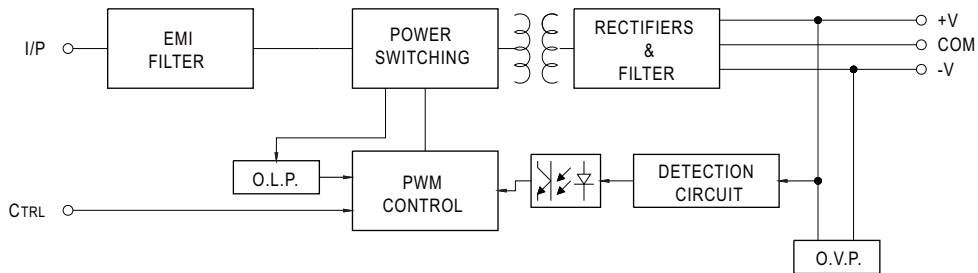 I/P
EMI
FILTER
POWER
SWITCHING
RECTIFIERS
&
FILTER
+V
COM
-V
O.L.P.
PWM
CONTROL
DETECTION
CIRCUIT
CTRL
O.V.P.